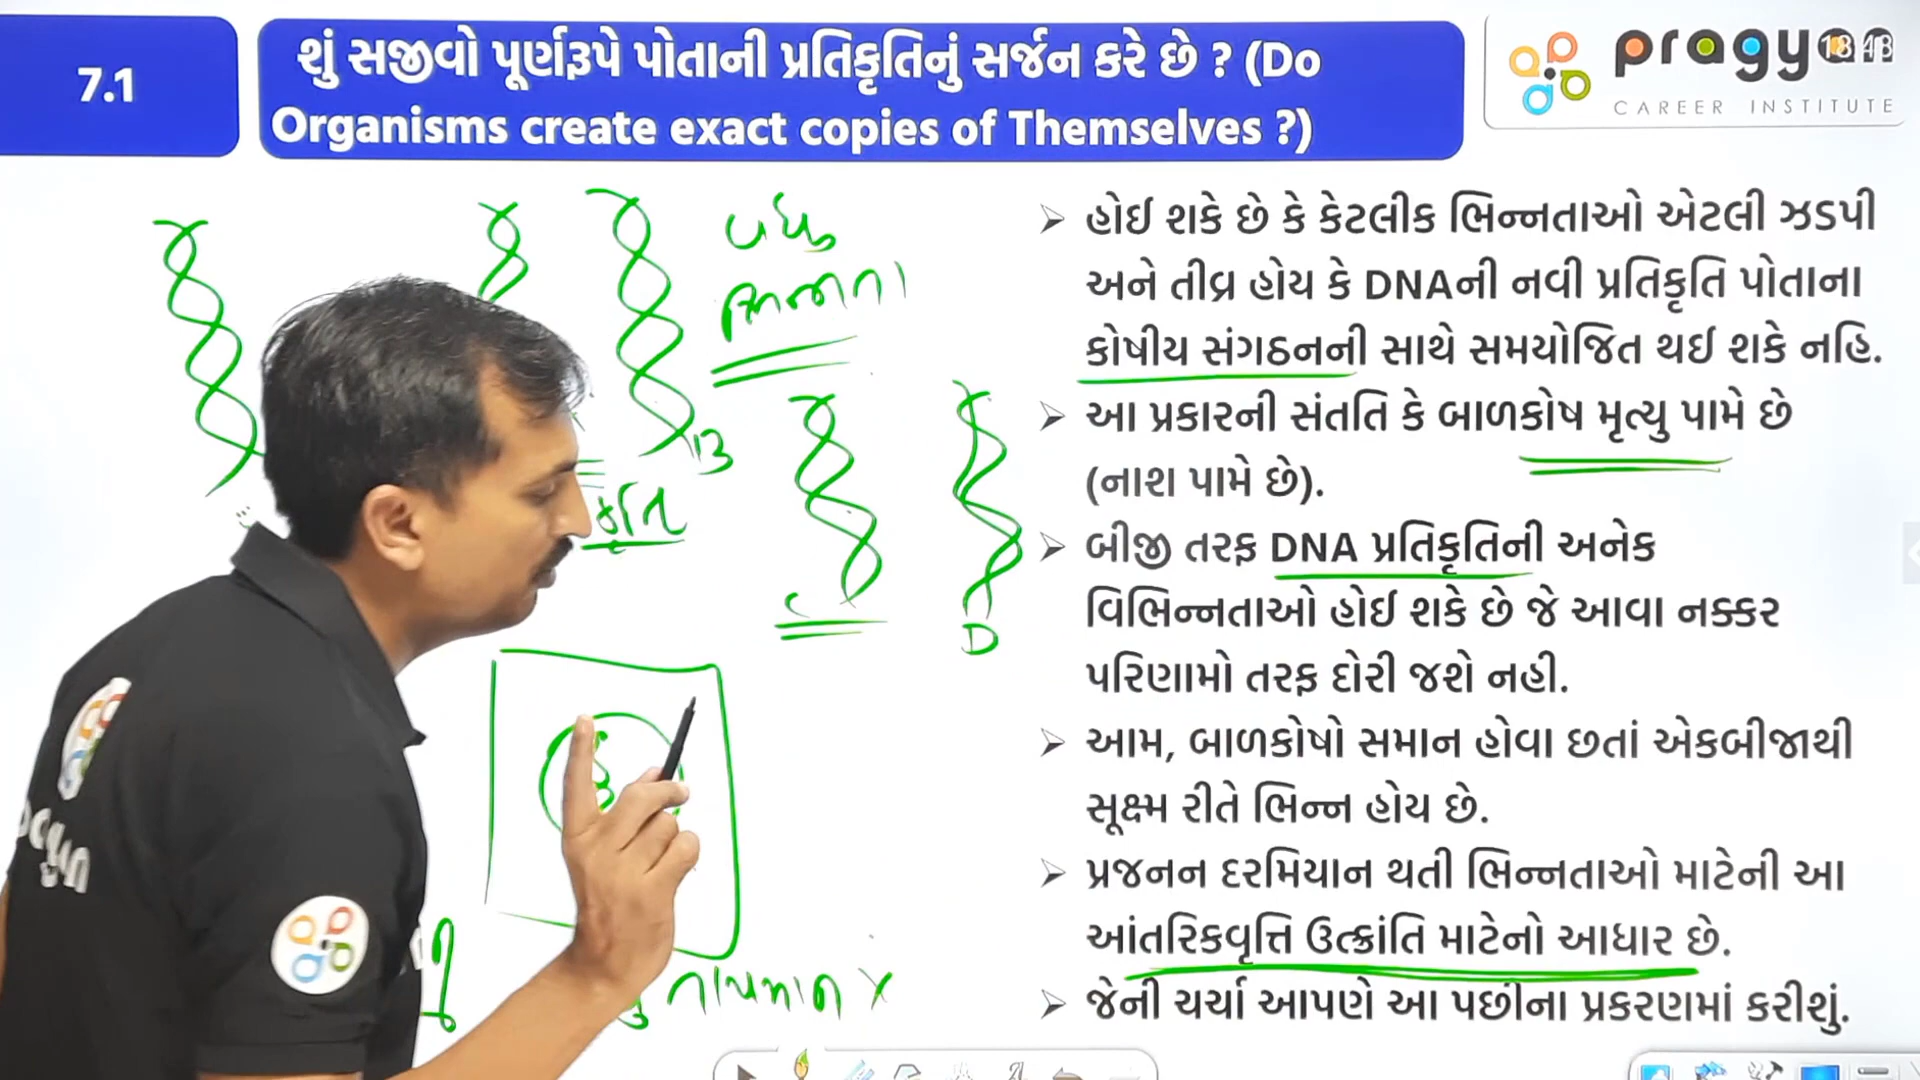 7.1
શું સજીવો પૂર્ણરૂપે પોતાની પ્રતિકૃતિનું સર્જન કરે છે ? (Do
Organisms create exact copies of Themselves ?)
pragyan
CAREER INSTITUTE
હોઈ શકે છે કે કેટલીક ભિન્નતાઓ એટલી ઝડપી
અને તીવ્ર હોય કે DNAની નવી પ્રતિકૃતિ પોતાના
કોષીય સંગઠનની સાથે સમયોજિત થઈ શકે નહિ.
આ પ્રકારની સંતતિ કે બાળકોષ મૃત્યુ પામે છે
(નાશ પામે છે).
બીજી તરફ DNA પ્રતિકૃતિની અનેક
વિભિન્નતાઓ હોઈ શકે છે જે આવા નક્કર
પરિણામો તરફ દોરી જશે નહી.
આમ, બાળકોષો સમાન હોવા છતાં એકબીજાથી
સૂક્ષ્મ રીતે ભિન્ન હોય છે.
પ્રજનન દરમિયાન થતી ભિન્નતાઓ માટેની આ
આંતરિકવૃત્તિ ઉત્ક્રાંતિ માટેનો આધાર છે.
જેની ચર્ચા આપણે આ પછીના પ્રકરણમાં કરીશું.
વધુ
ભિન્નતા
B
C
D
તાપમાન X